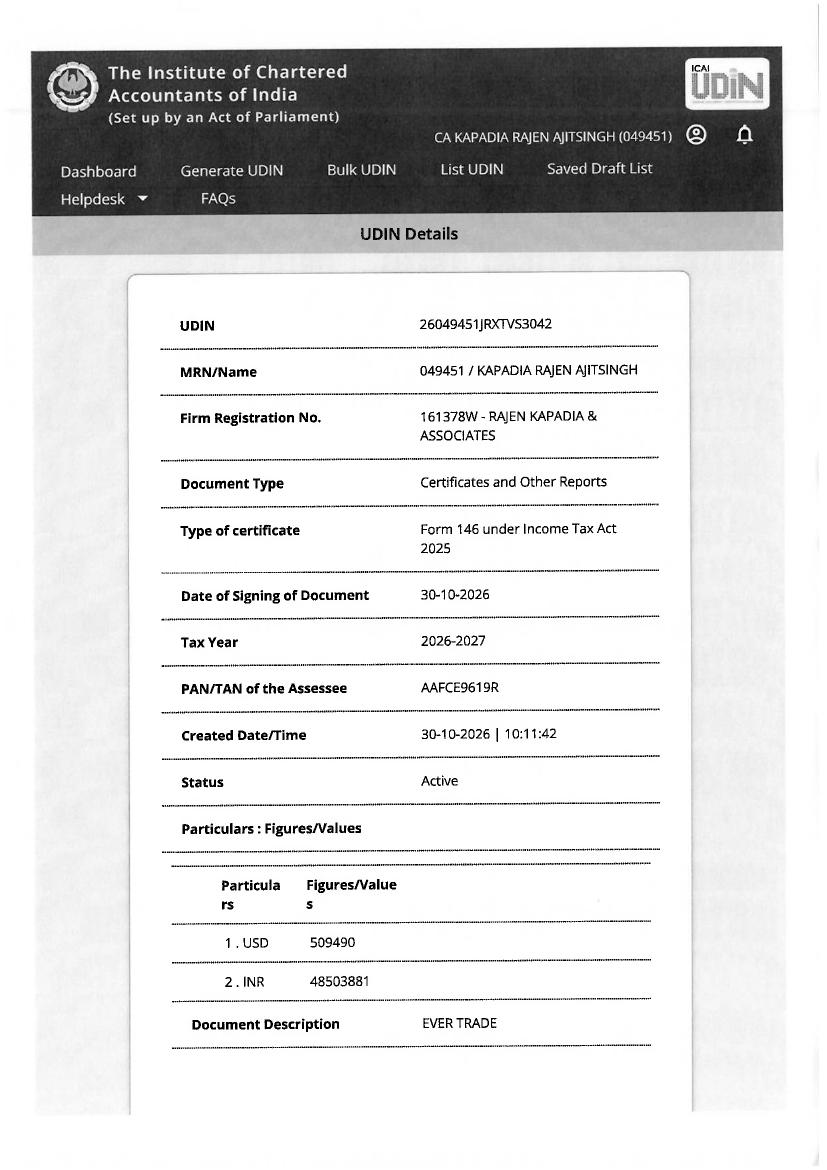 The Institute of Chartered
Accountants of India
(Set up by an Act of Parliament)
ICAI
UDIN
CA KAPADIA RAJEN AJITSINGH (049451)
Dashboard Generate UDIN Bulk UDIN List UDIN Saved Draft List
Helpdesk FAQs
UDIN Details
UDIN 26049451JRXTVS3042
MRN/Name 049451 / KAPADIA RAJEN AJITSINGH
Firm Registration No. 161378W - RAJEN KAPADIA &
ASSOCIATES
Document Type Certificates and Other Reports
Type of certificate Form 146 under Income Tax Act
2025
Date of Signing of Document 30-10-2026
Tax Year 2026-2027
PAN/TAN of the Assessee AAFCE9619R
Created Date/Time 30-10-2026 | 10:11:42
Status Active
Particulars : Figures/Values
Particula Figures/Value
rs s
1 . USD 509490
2 . INR 48503881
Document Description EVER TRADE